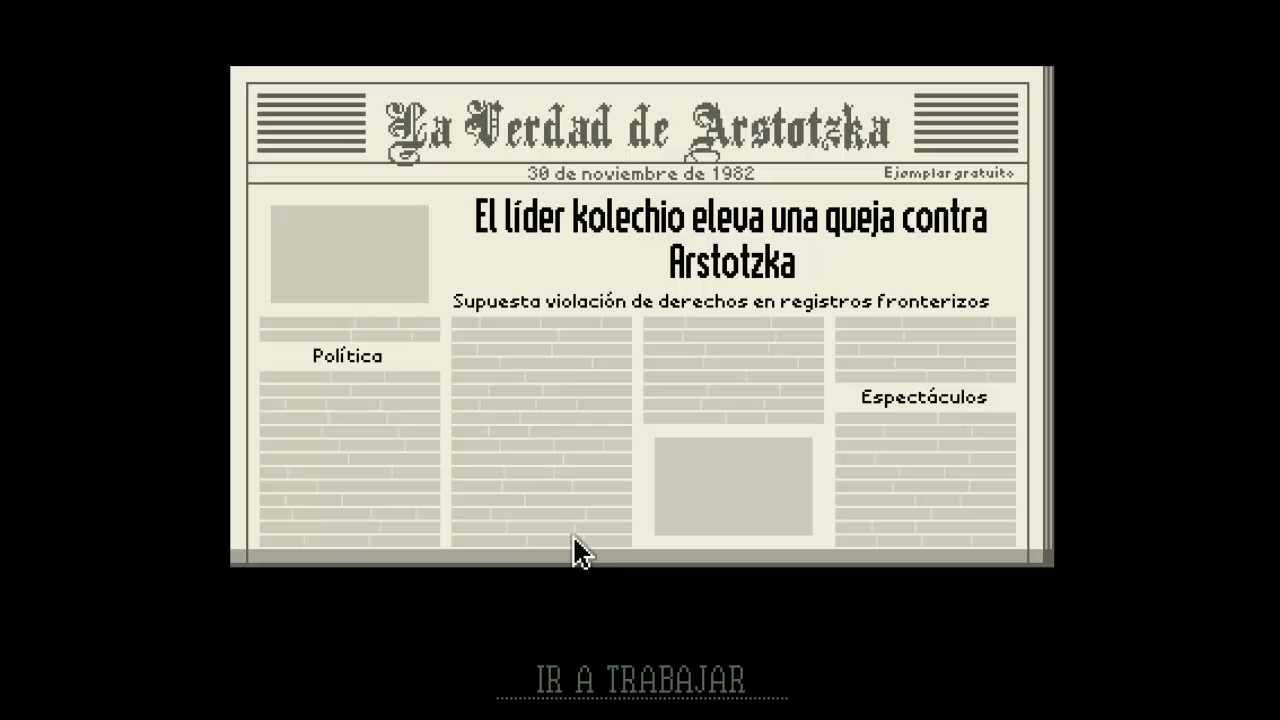 La Verdad de Arstotzka
30 de noviembre de 1982
Ejemplar gratuito
El líder kolechio eleva una queja contra
Arstotzka
Supuesta violación de derechos en registros fronterizos
Política
Espectáculos
IR A TRABAJAR